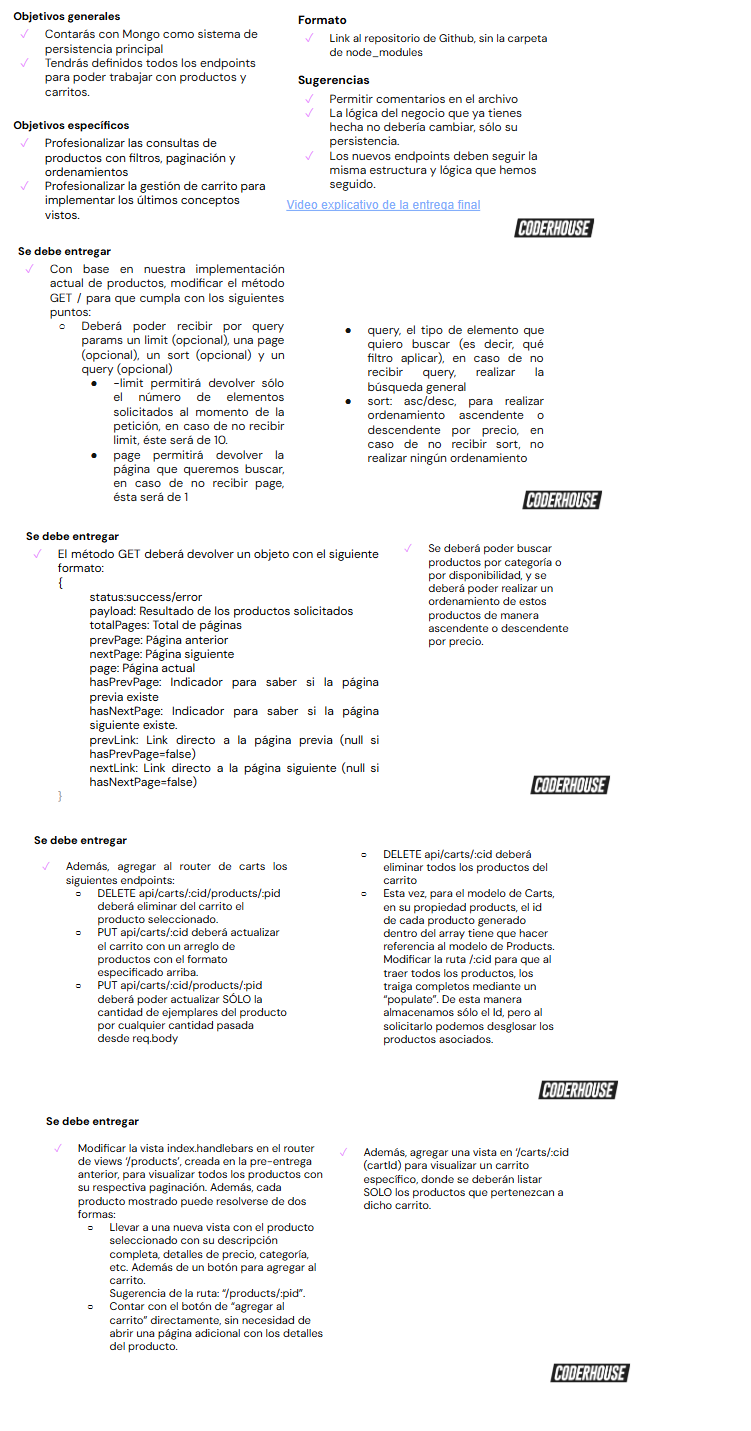 Objetivos generales
✓ Contarás con Mongo como sistema de
persistencia principal
✓ Tendrás definidos todos los endpoints
para poder trabajar con productos y
carritos.
Objetivos específicos
✓ Profesionalizar las consultas de
productos con filtros, paginación y
ordenamientos
✓ Profesionalizar la gestión de carrito para
implementar los últimos conceptos
vistos.
Formato
✓ Link al repositorio de Github, sin la carpeta
de node_modules
Sugerencias
✓ Permitir comentarios en el archivo
✓ La lógica del negocio que ya tienes
hecha no debería cambiar, sólo su
persistencia.
✓ Los nuevos endpoints deben seguir la
misma estructura y lógica que hemos
seguido.
Video explicativo de la entrega final
CODERHOUSE
Se debe entregar
✓ Con base en nuestra implementación
actual de productos, modificar el método
GET / para que cumpla con los siguientes
puntos:
○ Deberá poder recibir por query
params un limit (opcional), una page
(opcional), un sort (opcional) y un
query (opcional)
● -limit permitirá devolver sólo
el número de elementos
solicitados al momento de la
petición, en caso de no recibir
limit, éste será de 10.
● page permitirá devolver la
página que queremos buscar,
en caso de no recibir page,
ésta será de 1
● query, el tipo de elemento que
quiero buscar (es decir, qué
filtro aplicar), en caso de no
recibir query, realizar la
búsqueda general
● sort: asc/desc, para realizar
ordenamiento ascendente o
descendente por precio, en
caso de no recibir sort, no
realizar ningún ordenamiento
CODERHOUSE
Se debe entregar
✓ El método GET deberá devolver un objeto con el siguiente
formato:
{
status:success/error
payload: Resultado de los productos solicitados
totalPages: Total de páginas
prevPage: Página anterior
nextPage: Página siguiente
page: Página actual
hasPrevPage: Indicador para saber si la página
previa existe
hasNextPage: Indicador para saber si la página
siguiente existe.
prevLink: Link directo a la página previa (null si
hasPrevPage=false)
nextLink: Link directo a la página siguiente (null si
hasNextPage=false)
}
✓ Se deberá poder buscar
productos por categoría o
por disponibilidad, y se
deberá poder realizar un
ordenamiento de estos
productos de manera
ascendente o descendente
por precio.
CODERHOUSE
Se debe entregar
✓ Además, agregar al router de carts los
siguientes endpoints:
○ DELETE api/carts/:cid/products/:pid
deberá eliminar del carrito el
producto seleccionado.
○ PUT api/carts/:cid deberá actualizar
el carrito con un arreglo de
productos con el formato
especificado arriba.
○ PUT api/carts/:cid/products/:pid
deberá poder actualizar SÓLO la
cantidad de ejemplares del producto
por cualquier cantidad pasada
desde req.body
○ DELETE api/carts/:cid deberá
eliminar todos los productos del
carrito
○ Esta vez, para el modelo de Carts,
en su propiedad products, el id
de cada producto generado
dentro del array tiene que hacer
referencia al modelo de Products.
Modificar la ruta /:cid para que al
traer todos los productos, los
traiga completos mediante un
“populate”. De esta manera
almacenamos sólo el Id, pero al
solicitarlo podemos desglosar los
productos asociados.
CODERHOUSE
Se debe entregar
✓ Modificar la vista index.handlebars en el router
de views ‘/products’, creada en la pre-entrega
anterior, para visualizar todos los productos con
su respectiva paginación. Además, cada
producto mostrado puede resolverse de dos
formas:
○ Llevar a una nueva vista con el producto
seleccionado con su descripción
completa, detalles de precio, categoría,
etc. Además de un botón para agregar al
carrito.
Sugerencia de la ruta: “/products/:pid”.
○ Contar con el botón de “agregar al
carrito” directamente, sin necesidad de
abrir una página adicional con los detalles
del producto.
✓ Además, agregar una vista en ‘/carts/:cid
(cartId) para visualizar un carrito
específico, donde se deberán listar
SOLO los productos que pertenezcan a
dicho carrito.
CODERHOUSE